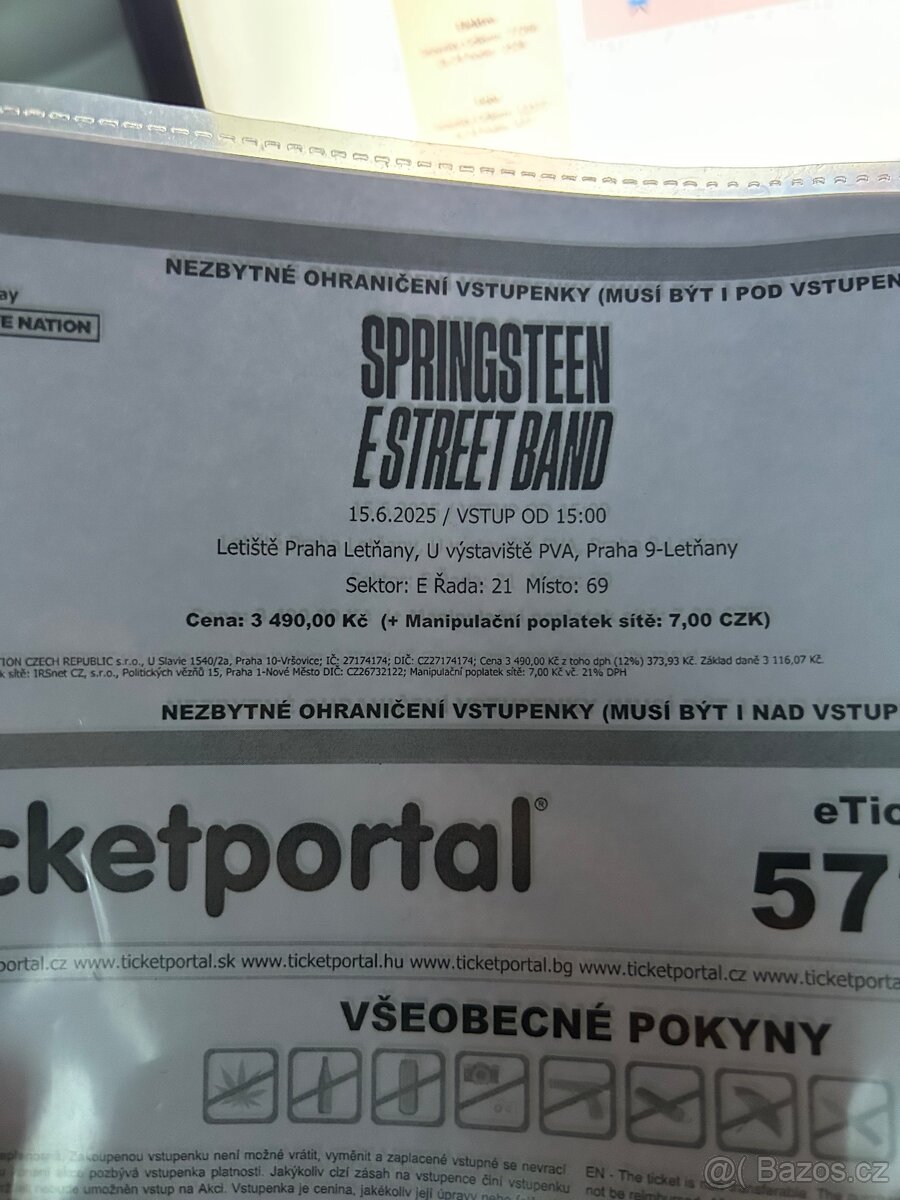 NEZBYTNÉ OHRANIČENÍ VSTUPENKY (MUSÍ BÝT I POD VSTUPEN
ay
E NATION
SPRINGSTEEN
E STREET BAND
15.6.2025 / VSTUP OD 15:00
Letiště Praha Letňany, U výstaviště PVA, Praha 9-Letňany
Sektor: E Řada: 21 Místo: 69
Cena: 3 490,00 Kč (+ Manipulační poplatek sítě: 7,00 CZK)
TION CZECH REPUBLIC s.r.o., U Slavie 1540/2a, Praha 10-Vršovice; IČ: 27174174; DIČ: CZ27174174; Cena 3 490,00 Kč z toho dph (12%) 373,93 Kč. Základ daně 3 116,07 Kč.
k sítě: IRSnet CZ, s.r.o., Politických vězňů 15, Praha 1-Nové Město DIČ: CZ26732122; Manipulační poplatek sítě: 7,00 Kč vč. 21% DPH
NEZBYTNÉ OHRANIČENÍ VSTUPENKY (MUSÍ BÝT I NAD VSTUP
cketportal®
eTic
57
portal.cz www.ticketportal.sk www.ticketportal.hu www.ticketportal.bg www.ticketportal.cz www.ticketporta
VŠEOBECNÉ POKYNY
Zakoupenou vstupenku není možné vrátit, vyměnit a zaplacené vstupné se nevrací.
pozbývá vstupenka platnosti. Jakýkoliv cizí zásah na vstupence činí vstupenku
umožněn vstup na Akci. Vstupenka je cenina, jakékoliv její úpravy nebo
EN - The ticket is
not be
@( Bazos.cz